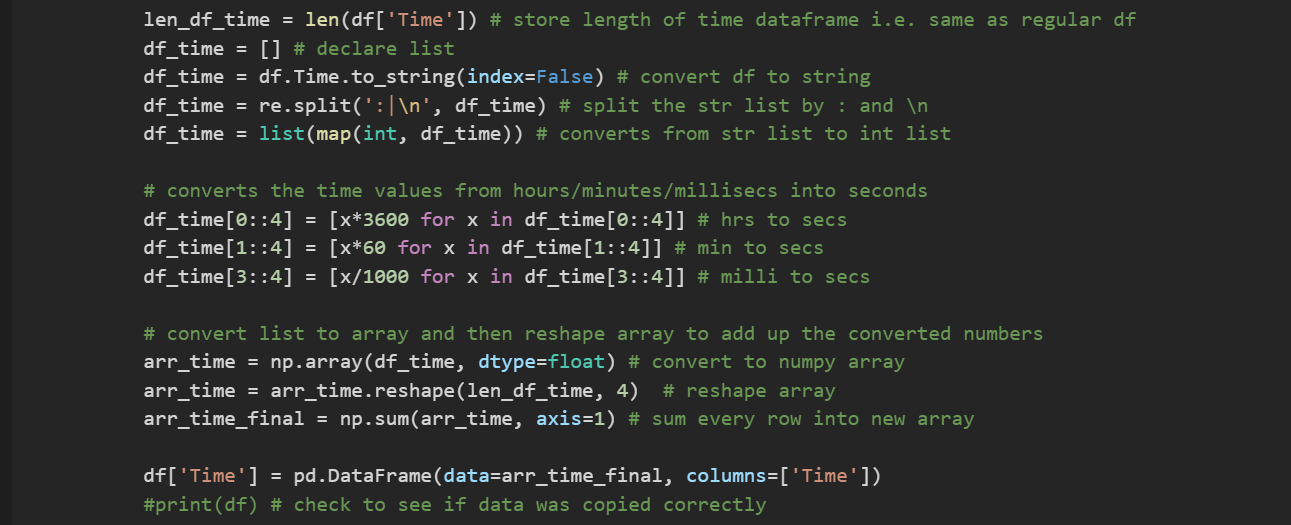 len_df_time = len(df['Time']) # store length of time dataframe i.e. same as regular df
df_time = [] # declare list
df_time = df.Time.to_string(index=False) # convert df to string
df_time = re.split(':|\n', df_time) # split the str list by : and \n
df_time = list(map(int, df_time)) # converts from str list to int list
# converts the time values from hours/minutes/millisecs into seconds
df_time[0::4] = [x*3600 for x in df_time[0::4]] # hrs to secs
df_time[1::4] = [x*60 for x in df_time[1::4]] # min to secs
df_time[3::4] = [x/1000 for x in df_time[3::4]] # milli to secs
# convert list to array and then reshape array to add up the converted numbers
arr_time = np.array(df_time, dtype=float) # convert to numpy array
arr_time = arr_time.reshape(len_df_time, 4)  # reshape array
arr_time_final = np.sum(arr_time, axis=1) # sum every row into new array
df['Time'] = pd.DataFrame(data=arr_time_final, columns=['Time'])
#print(df) # check to see if data was copied correctly